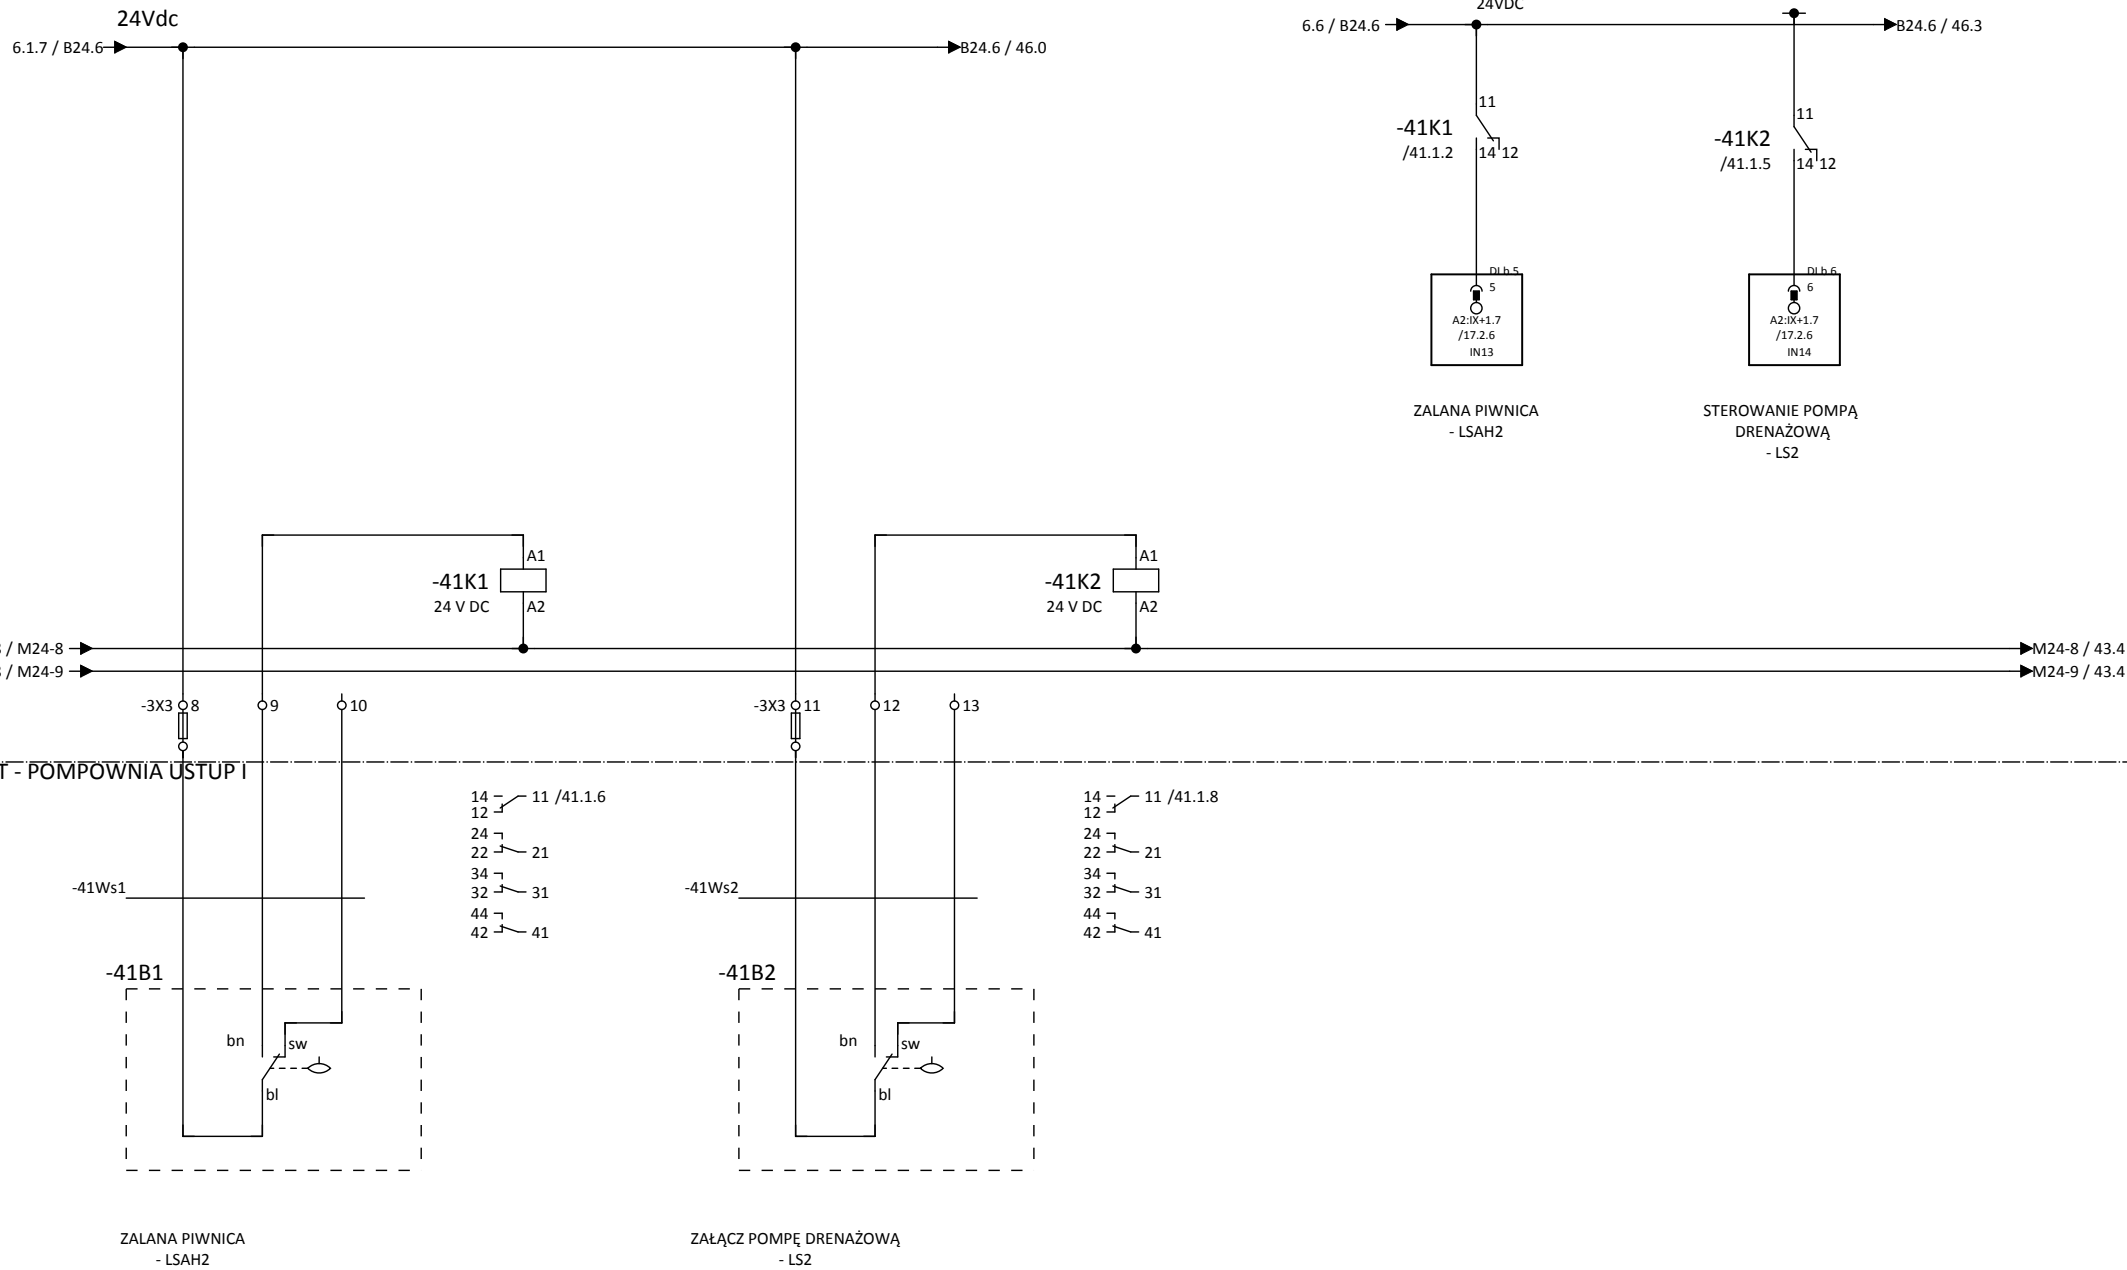 24Vdc
6.1.7 / B24.6
B24.6 / 46.0
24VDC
6.6 / B24.6
B24.6 / 46.3
11
-41K1
/41.1.2
14 12
11
-41K2
/41.1.5
14 12
DI b 5
5
A2:IX+1.7
/17.2.6
IN13
DI b 6
6
A2:IX+1.7
/17.2.6
IN14
ZALANA PIWNICA
- LSAH2
STEROWANIE POMPĄ
DRENAŻOWĄ
- LS2
A1
-41K1
24 V DC
A2
A1
-41K2
24 V DC
A2
/ M24-8
M24-8 / 43.4
/ M24-9
M24-9 / 43.4
-3X3 8
9
10
-3X3 11
12
13
T - POMPOWNIA USTUP I
14 11 /41.1.6
12
24
22 21
34
32 31
44
42 41
14 11 /41.1.8
12
24
22 21
34
32 31
44
42 41
-41Ws1
-41Ws2
-41B1
bn
sw
bl
-41B2
bn
sw
bl
ZALANA PIWNICA
- LSAH2
ZAŁĄCZ POMPĘ DRENAŻOWĄ
- LS2